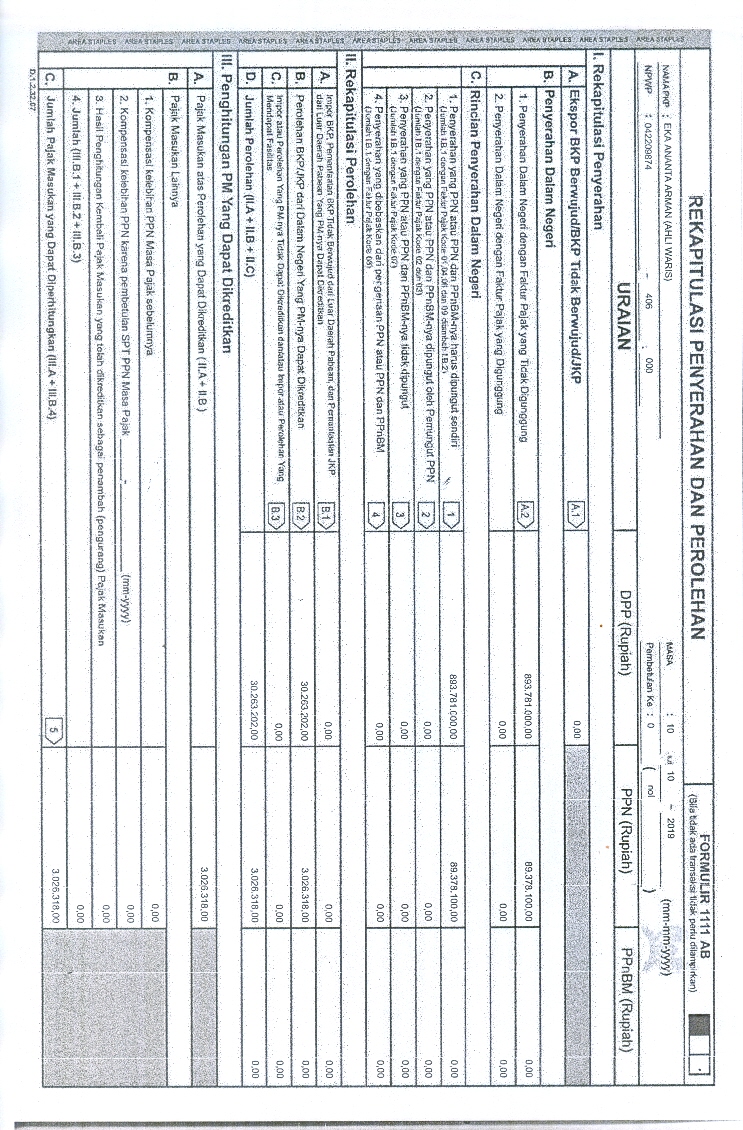 AREA STAPLES AREA STAPLES AREA STAPLES AREA STAPLES AREA STAPLES AREA STAPLES AREA STAPLES AREA STAPLES AREA STAPLES AREA STAPLES AREA STAPLES
REKAPITULASI PENYERAHAN DAN PEROLEHAN
FORMULIR 1111 AB
(Bila tidak ada transaksi tidak perlu dilampirkan)
NAMA PKP : EKA ANANTA ARMAN (AHLI WARIS) MASA : 10 s.d 10 - 2019 (mm-mm-yyyy)
NPWP : 042209874 - 406 . 000 Pembetulan Ke : 0 ( nol )
URAIAN DPP (Rupiah) PPN (Rupiah) PPnBM (Rupiah)
I. Rekapitulasi Penyerahan
A. Ekspor BKP Berwujud/BKP Tidak Berwujud/JKP A.1 0,00
B. Penyerahan Dalam Negeri
1. Penyerahan Dalam Negeri dengan Faktur Pajak yang Tidak Digunggung A.2 893.781.000,00 89.378.100,00 0,00
2. Penyerahan Dalam Negeri dengan Faktur Pajak yang Digunggung 0,00 0,00 0,00
C. Rincian Penyerahan Dalam Negeri
1. Penyerahan yang PPN atau PPN dan PPnBM-nya harus dipungut sendiri 1 893.781.000,00 89.378.100,00 0,00
(Jumlah I.B.1 dengan Faktur Pajak Kode 01,04,06 dan 09 ditambah I.B.2)
2. Penyerahan yang PPN atau PPN dan PPnBM-nya dipungut oleh Pemungut PPN 2 0,00 0,00 0,00
(Jumlah I.B.1 dengan Faktur Pajak Kode 02 dan 03)
3. Penyerahan yang PPN atau PPN dan PPnBM-nya tidak dipungut 3 0,00 0,00 0,00
(Jumlah I.B.1 dengan Faktur Pajak Kode 07)
4. Penyerahan yang dibebaskan dari pengenaan PPN atau PPN dan PPnBM 4 0,00 0,00 0,00
(Jumlah I.B.1 dengan Faktur Pajak Kode 08)
II. Rekapitulasi Perolehan
A. Impor BKP, Pemanfaatan BKP Tidak Berwujud dari Luar Daerah Pabean, dan Pemanfaatan JKP B.1 0,00 0,00 0,00
dari Luar Daerah Pabean Yang PM-nya Dapat Dikreditkan
B. Perolehan BKP/JKP dari Dalam Negeri Yang PM-nya Dapat Dikreditkan B.2 30.263.202,00 3.026.318,00 0,00
C. Impor atau Perolehan Yang PM-nya Tidak Dapat Dikreditkan dan/atau Impor atau Perolehan Yang B.3 0,00 0,00 0,00
Mendapat Fasilitas
D. Jumlah Perolehan (II.A + II.B + II.C) 30.263.202,00 3.026.318,00 0,00
III. Penghitungan PM Yang Dapat Dikreditkan
A. Pajak Masukan atas Perolehan yang Dapat Dikreditkan ( II.A + II.B ) 3.026.318,00
B. Pajak Masukan Lainnya
1. Kompensasi kelebihan PPN Masa Pajak sebelumnya 0,00
2. Kompensasi kelebihan PPN karena pembetulan SPT PPN Masa Pajak - (mm-yyyy) 0,00
3. Hasil Penghitungan Kembali Pajak Masukan yang telah dikreditkan sebagai penambah (pengurang) Pajak Masukan 0,00
4. Jumlah (III.B.1 + III.B.2 + III.B.3) 0,00
C. Jumlah Pajak Masukan yang Dapat Diperhitungkan (III.A + III.B.4) 5 3.026.318,00
D.1.2.32.07